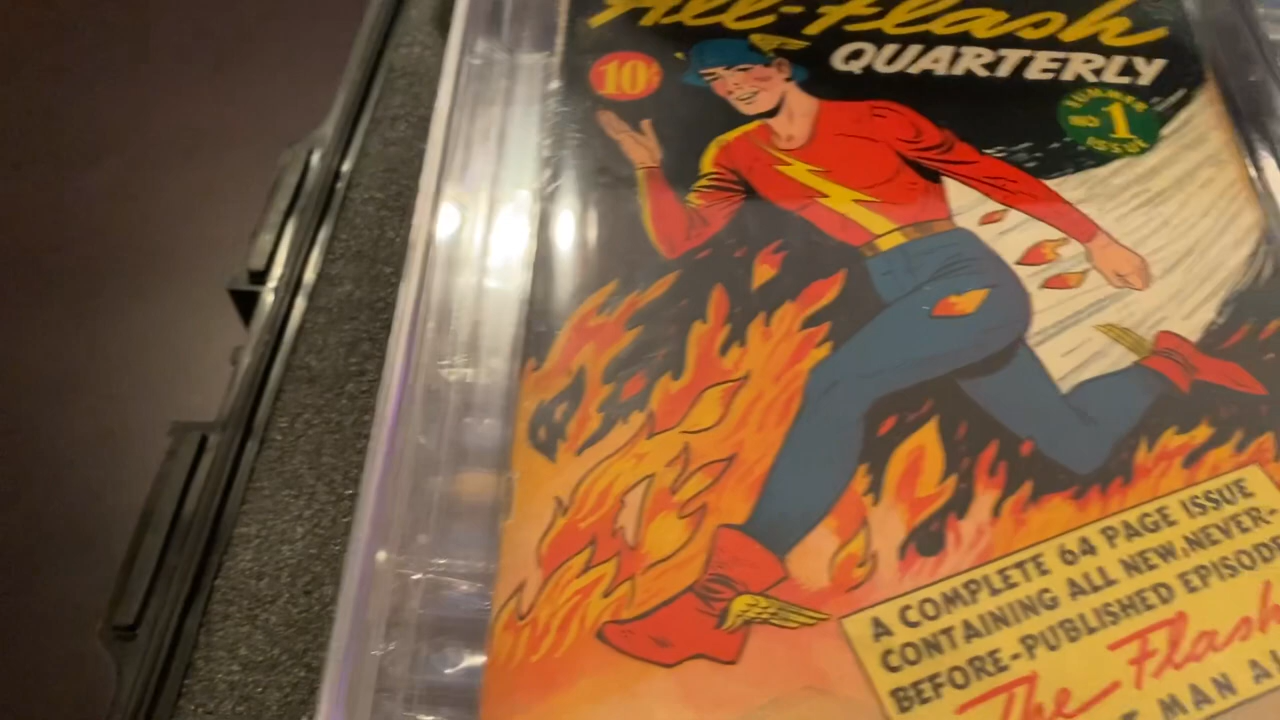 All-Flash
QUARTERLY
10¢
SUMMER
NO 1
ISSUE
A COMPLETE 64 PAGE ISSUE
CONTAINING ALL NEW, NEVER-
BEFORE-PUBLISHED EPISODE
The Flash
MAN